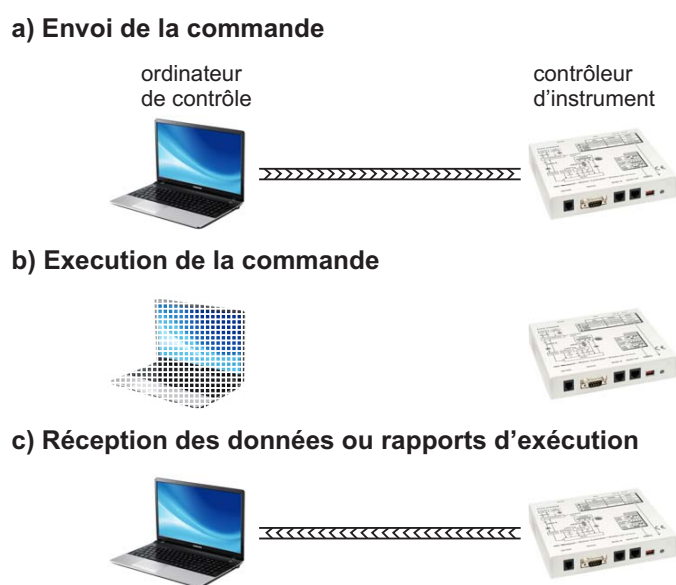 a) Envoi de la commande
ordinateur
de contrôle
contrôleur
d'instrument
b) Execution de la commande
c) Réception des données ou rapports d'exécution